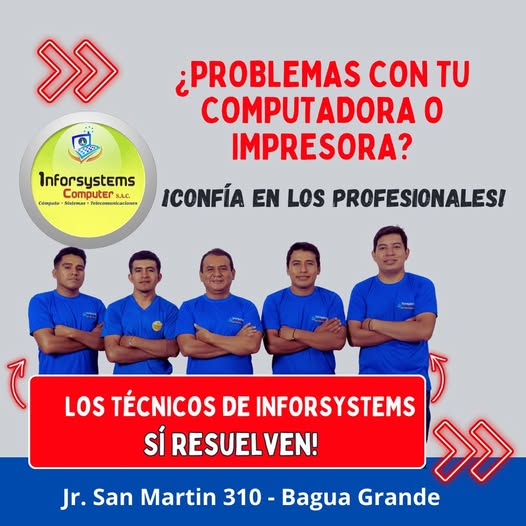 ¿PROBLEMAS CON TU
COMPUTADORA O
IMPRESORA?
Inforsystems
Computer S.A.C.
Cómputo - Sistemas - Telecomunicaciones
¡CONFÍA EN LOS PROFESIONALES!
LOS TÉCNICOS DE INFORSYSTEMS
SÍ RESUELVEN!
Jr. San Martin 310 - Bagua Grande